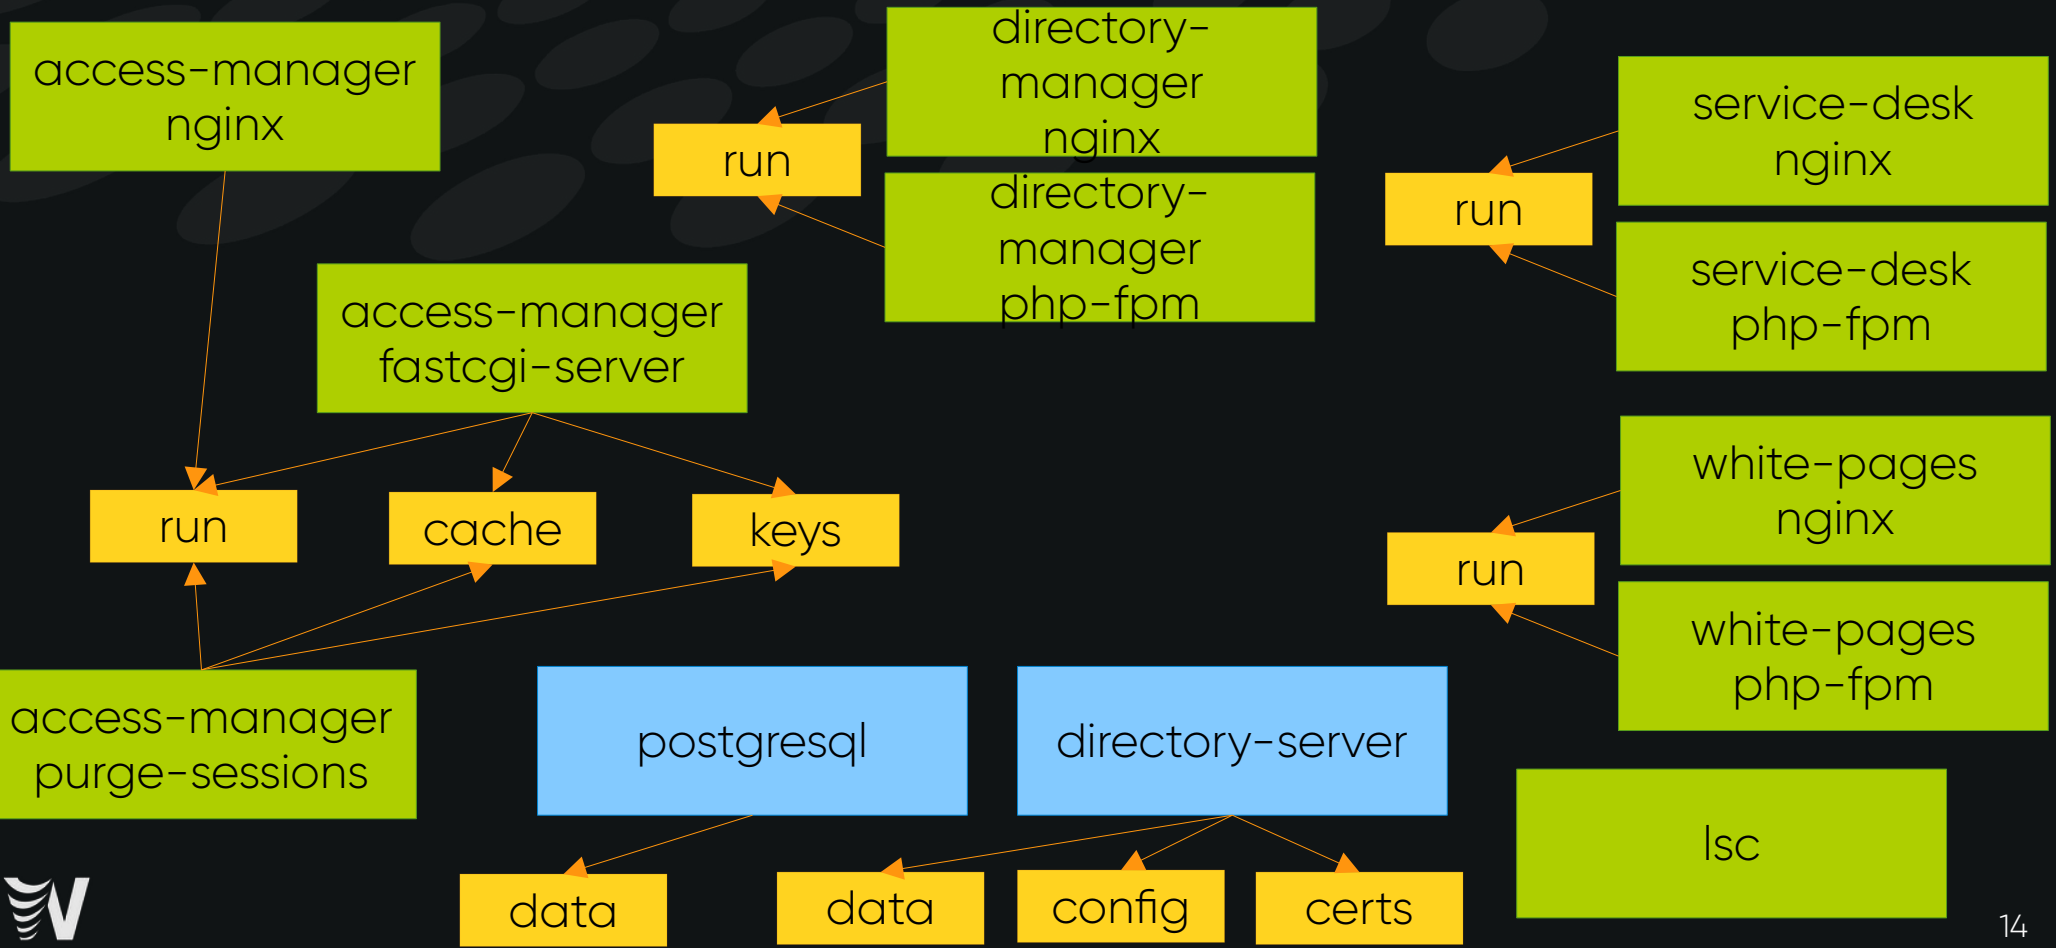 access-manager
nginx
directory-
manager
nginx
run
directory-
manager
php-fpm
service-desk
nginx
run
service-desk
php-fpm
access-manager
fastcgi-server
run
cache
keys
white-pages
nginx
run
white-pages
php-fpm
access-manager
purge-sessions
postgresql
directory-server
lsc
data
data
config
certs
14